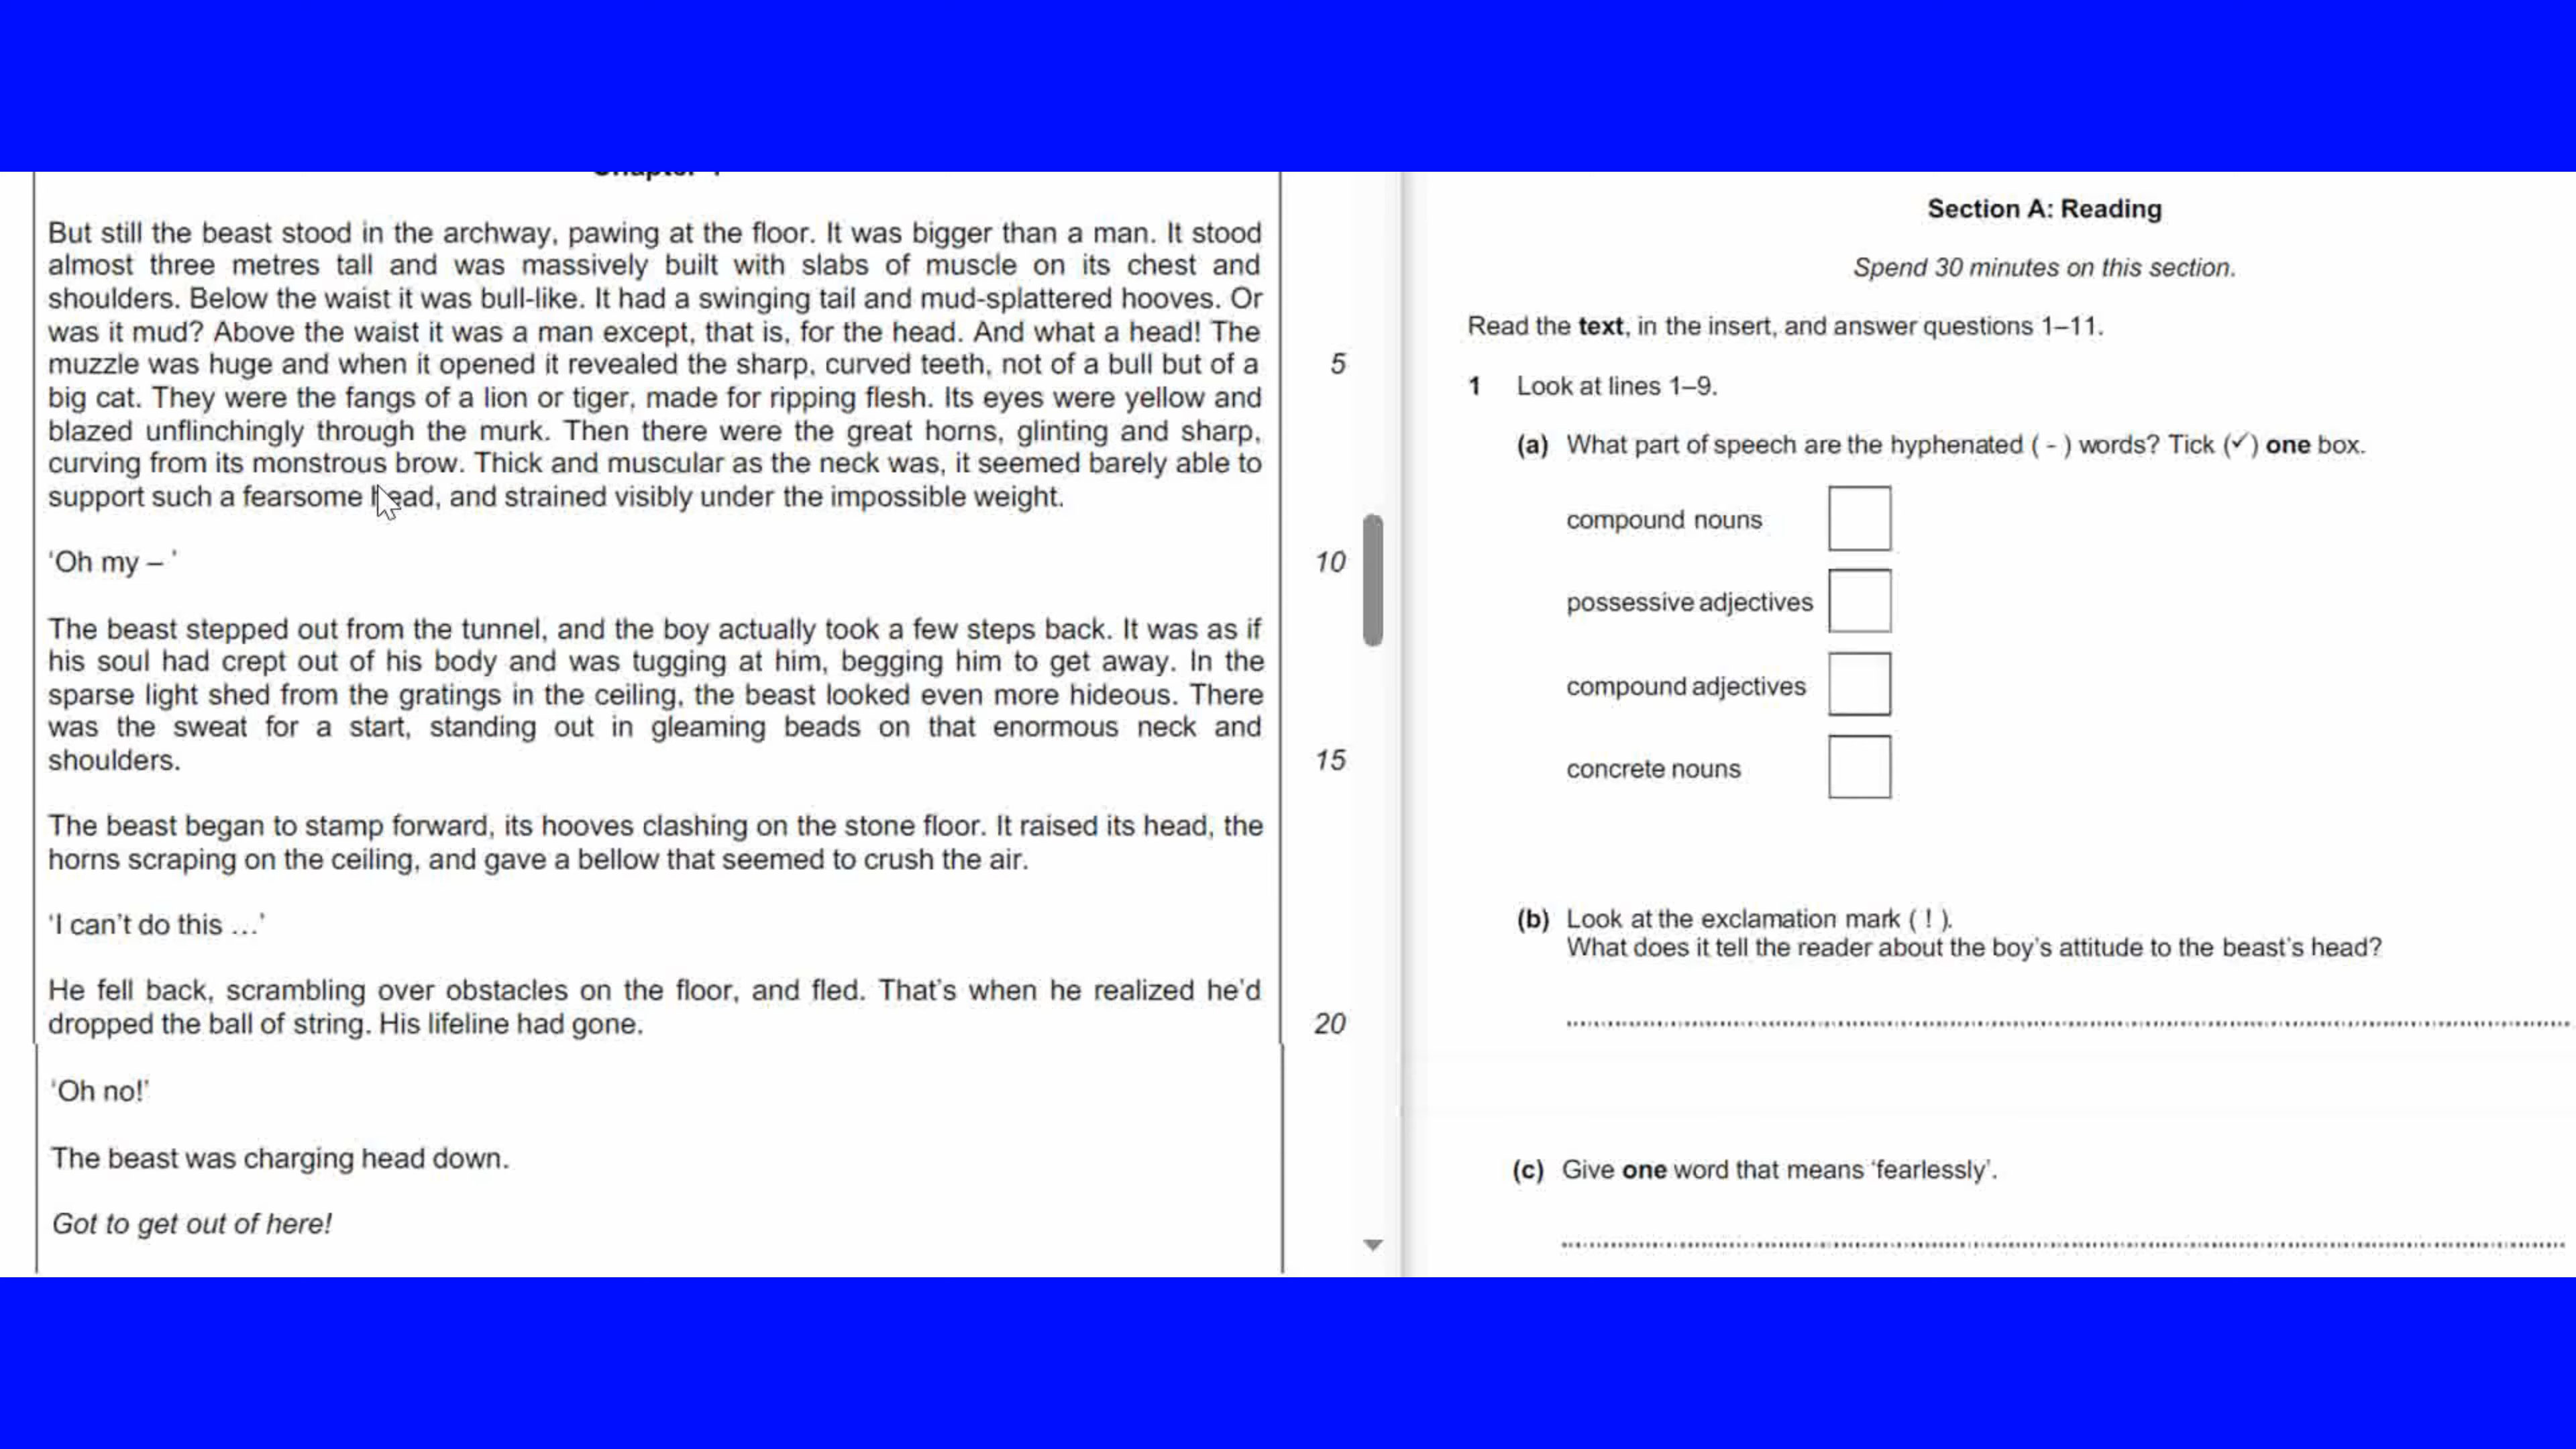 But still the beast stood in the archway, pawing at the floor. It was bigger than a man. It stood
almost three metres tall and was massively built with slabs of muscle on its chest and
shoulders. Below the waist it was bull-like. It had a swinging tail and mud-splattered hooves. Or
was it mud? Above the waist it was a man except, that is, for the head. And what a head! The
muzzle was huge and when it opened it revealed the sharp, curved teeth, not of a bull but of a
5
big cat. They were the fangs of a lion or tiger, made for ripping flesh. Its eyes were yellow and
blazed unflinchingly through the murk. Then there were the great horns, glinting and sharp,
curving from its monstrous brow. Thick and muscular as the neck was, it seemed barely able to
support such a fearsome head, and strained visibly under the impossible weight.
'Oh my – '
10
The beast stepped out from the tunnel, and the boy actually took a few steps back. It was as if
his soul had crept out of his body and was tugging at him, begging him to get away. In the
sparse light shed from the gratings in the ceiling, the beast looked even more hideous. There
was the sweat for a start, standing out in gleaming beads on that enormous neck and
shoulders.
15
The beast began to stamp forward, its hooves clashing on the stone floor. It raised its head, the
horns scraping on the ceiling, and gave a bellow that seemed to crush the air.
'I can't do this …'
He fell back, scrambling over obstacles on the floor, and fled. That's when he realized he'd
dropped the ball of string. His lifeline had gone.
20
'Oh no!'
The beast was charging head down.
Got to get out of here!
Section A: Reading
Spend 30 minutes on this section.
Read the text, in the insert, and answer questions 1–11.
1 Look at lines 1–9.
(a) What part of speech are the hyphenated ( - ) words? Tick (✓) one box.
compound nouns
possessive adjectives
compound adjectives
concrete nouns
(b) Look at the exclamation mark ( ! ).
What does it tell the reader about the boy's attitude to the beast's head?
(c) Give one word that means 'fearlessly'.